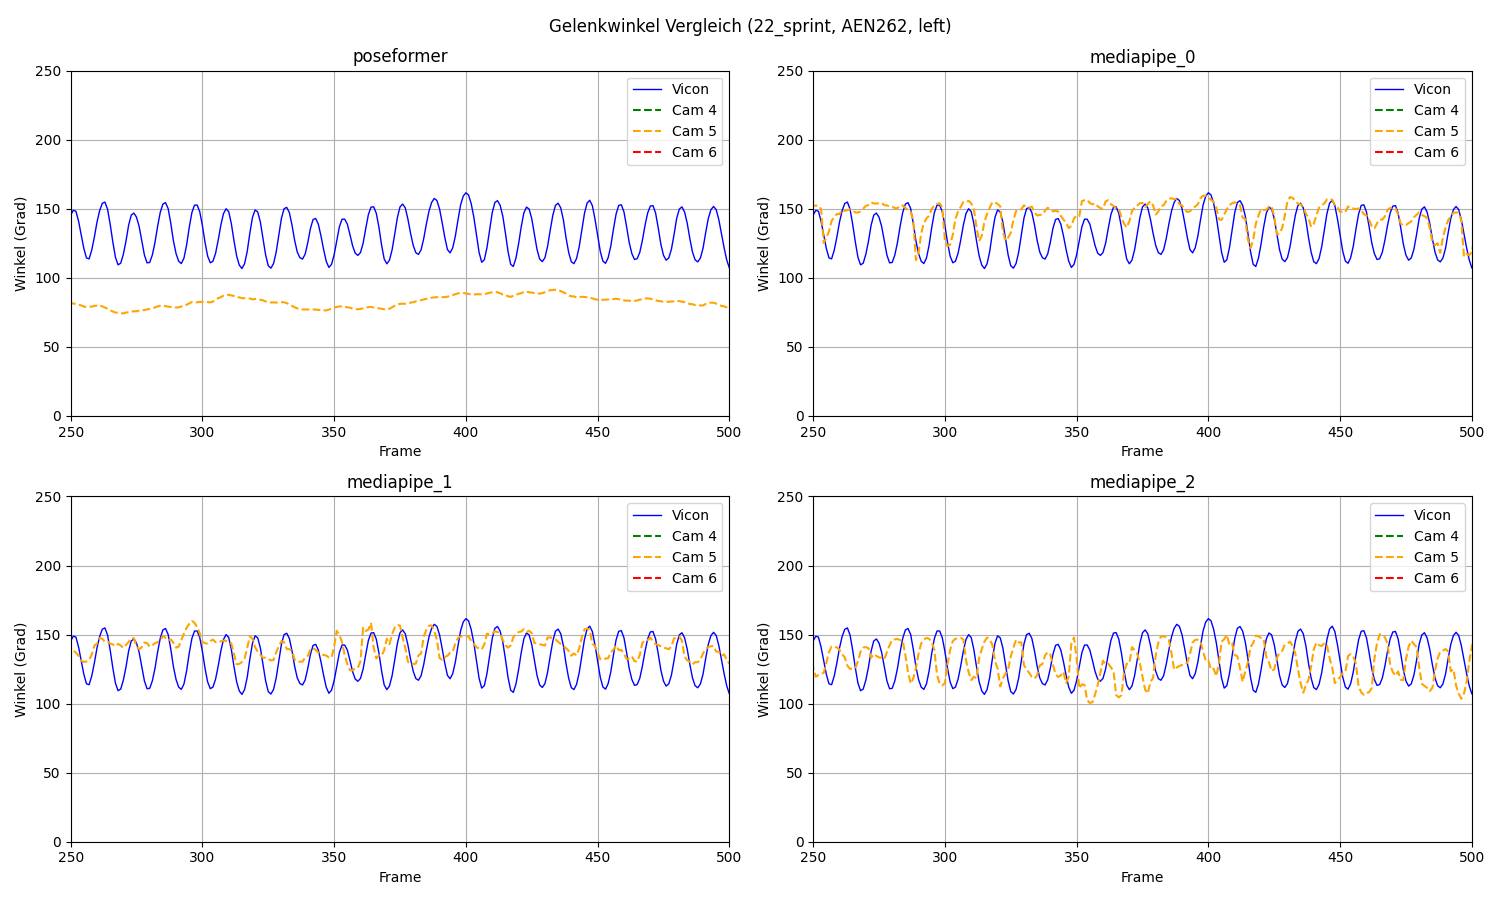 Gelenkwinkel Vergleich (22_sprint, AEN262, left)
poseformer
250
200
150
100
50
0
Winkel (Grad)
Vicon
Cam 4
Cam 5
Cam 6
250 300 350 400 450 500
Frame
mediapipe_0
250
200
150
100
50
0
Winkel (Grad)
Vicon
Cam 4
Cam 5
Cam 6
250 300 350 400 450 500
Frame
mediapipe_1
250
200
150
100
50
0
Winkel (Grad)
Vicon
Cam 4
Cam 5
Cam 6
250 300 350 400 450 500
Frame
mediapipe_2
250
200
150
100
50
0
Winkel (Grad)
Vicon
Cam 4
Cam 5
Cam 6
250 300 350 400 450 500
Frame